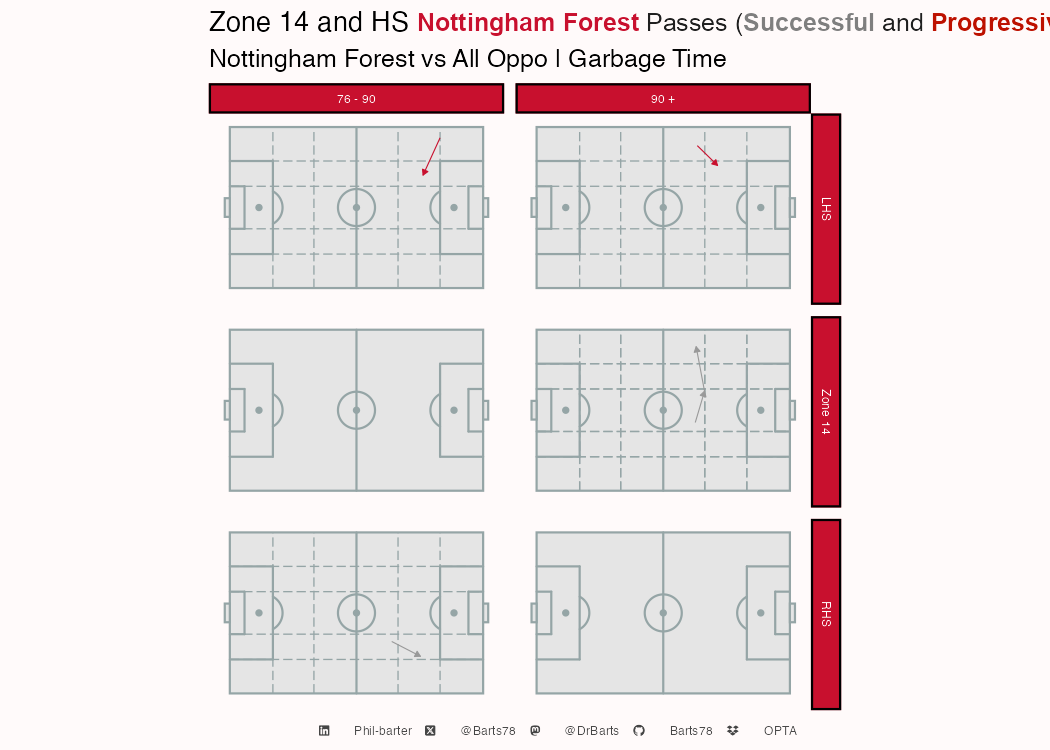 Zone 14 and HS Nottingham Forest Passes (Successful and
Nottingham Forest vs All Oppo | Garbage Time
76 - 90
90 +
LHS
Zone 14
RHS
Phil-barter @Barts78 @DrBarts Barts78 OPTA